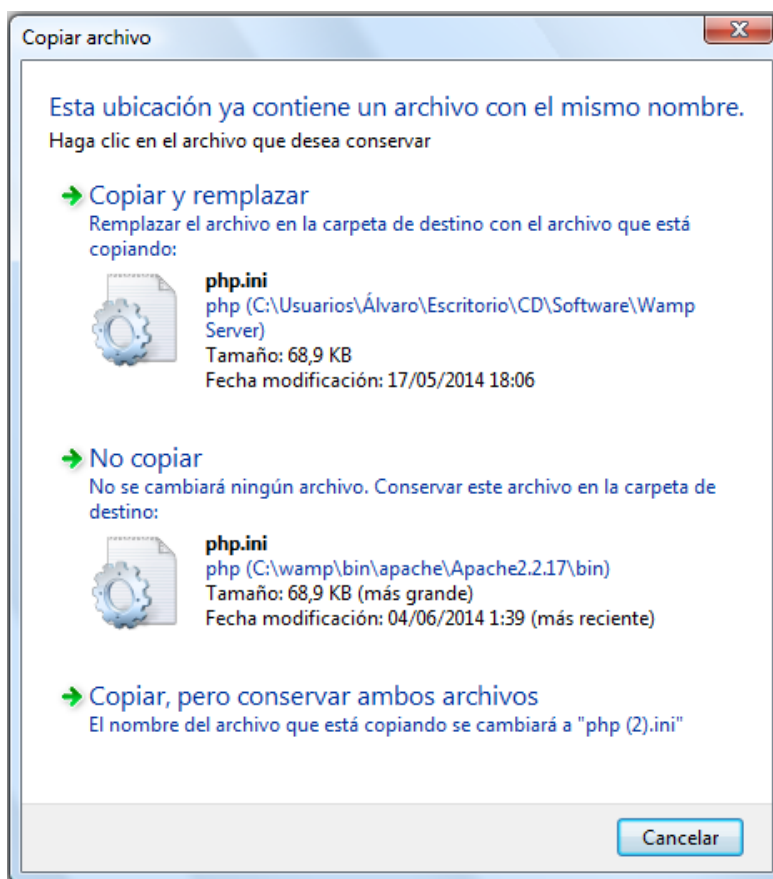 Copiar archivo
Esta ubicación ya contiene un archivo con el mismo nombre.
Haga clic en el archivo que desea conservar
Copiar y remplazar
Remplazar el archivo en la carpeta de destino con el archivo que está
copiando:
php.ini
php (C:\Usuarios\Álvaro\Escritorio\CD\Software\Wamp
Server)
Tamaño: 68,9 KB
Fecha modificación: 17/05/2014 18:06
No copiar
No se cambiará ningún archivo. Conservar este archivo en la carpeta de
destino:
php.ini
php (C:\wamp\bin\apache\Apache2.2.17\bin)
Tamaño: 68,9 KB (más grande)
Fecha modificación: 04/06/2014 1:39 (más reciente)
Copiar, pero conservar ambos archivos
El nombre del archivo que está copiando se cambiará a "php (2).ini"
Cancelar